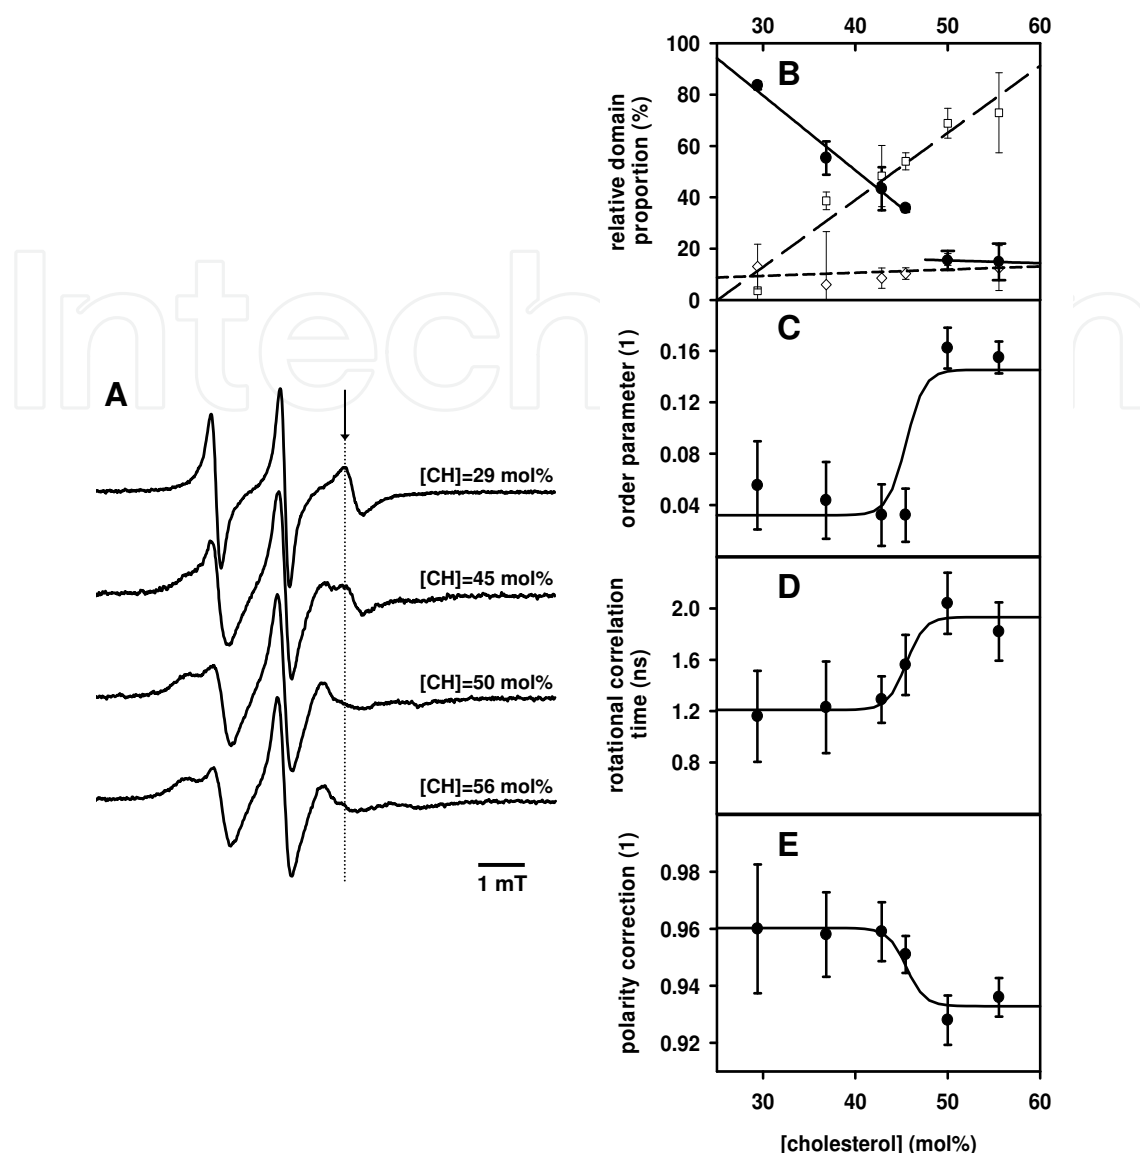 30 40 50 60
B
100
80
60
40
20
0
relative domain
proportion (%)
Intech
n
A
[CH]=29 mol%
[CH]=45 mol%
[CH]=50 mol%
[CH]=56 mol%
1 mT
C
0.16
0.12
0.08
0.04
order parameter (1)
D
2.0
1.6
1.2
0.8
rotational correlation
time (ns)
E
0.98
0.96
0.94
0.92
polarity correction (1)
30 40 50 60
[cholesterol] (mol%)